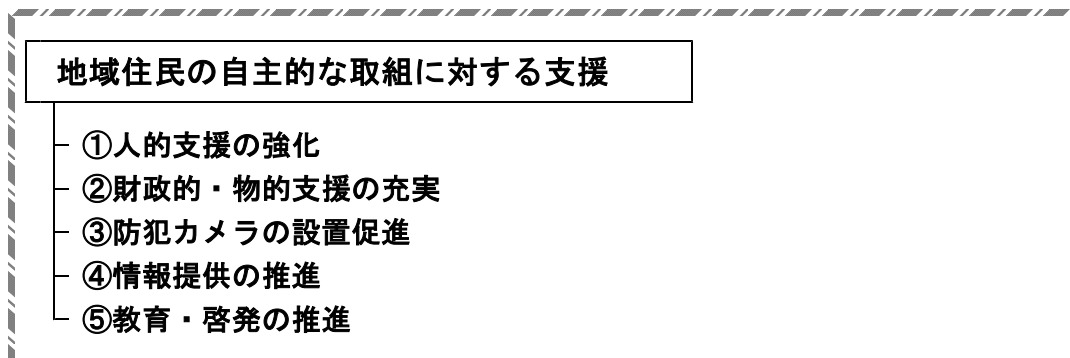 地域住民の自主的な取組に対する支援
①人的支援の強化
②財政的・物的支援の充実
③防犯カメラの設置促進
④情報提供の推進
⑤教育・啓発の推進